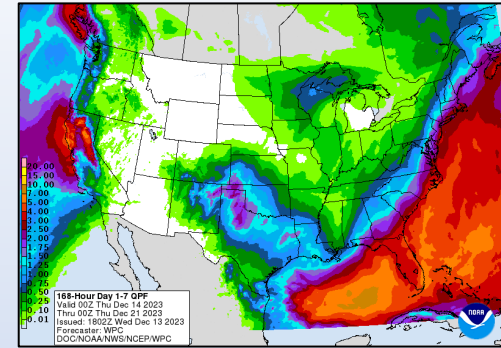 20.00
15.00
10.00
7.00
5.00
4.00
3.00
2.50
2.00
1.75
1.50
1.25
1.00
0.75
0.50
0.25
0.10
0.01
168-Hour Day 1-7 QPF
Valid 00Z Thu Dec 14 2023
Thru 00Z Thu Dec 21 2023
Issued: 1802Z Wed Dec 13 2023
Forecaster: WPC
DOC/NOAA/NWS/NCEP/WPC
NOAA